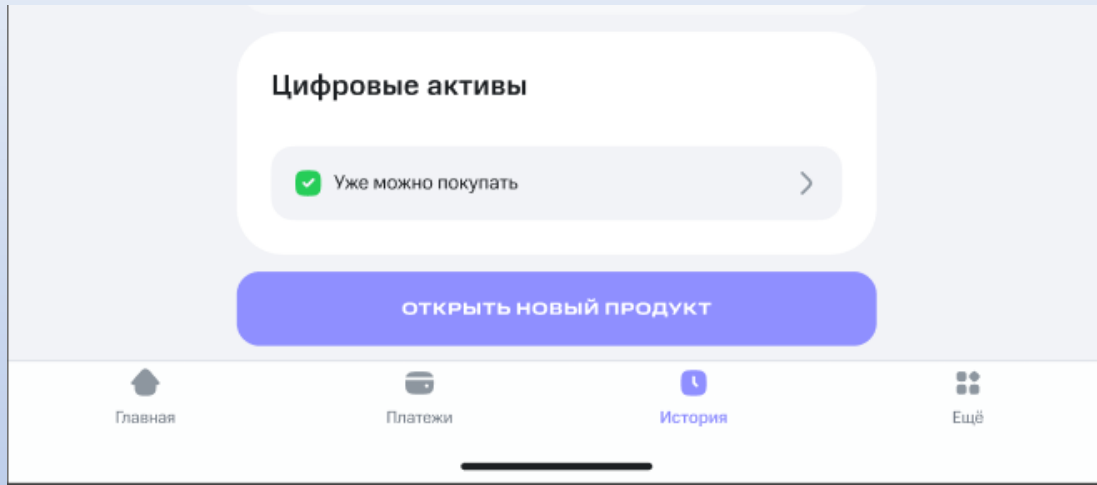 Цифровые активы
Уже можно покупать
ОТКРЫТЬ НОВЫЙ ПРОДУКТ
Главная
Платежи
История
Ещё